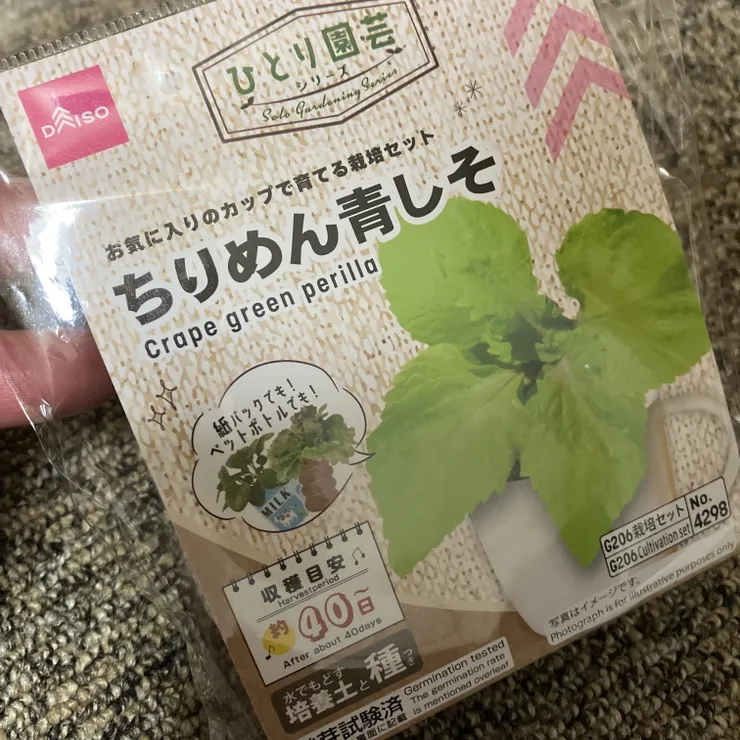 DAISO
ひとり園芸
シリーズ
Solo Gardening Series
お気に入りのカップで育てる栽培セット
ちりめん青しそ
Crape green perilla
紙パックでも!
ペットボトルでも!
MILK
収穫目安
Harvestperiod
約40日〜
After about 40days
G206栽培セット
G206 Cultivation set
No.
4298
写真はイメージです。
Photograph is for illustrative purposes only
水でもどす
培養土と種つき
芽試験済
面に記載
Germination tested
The germination rate
is mentioned overleaf